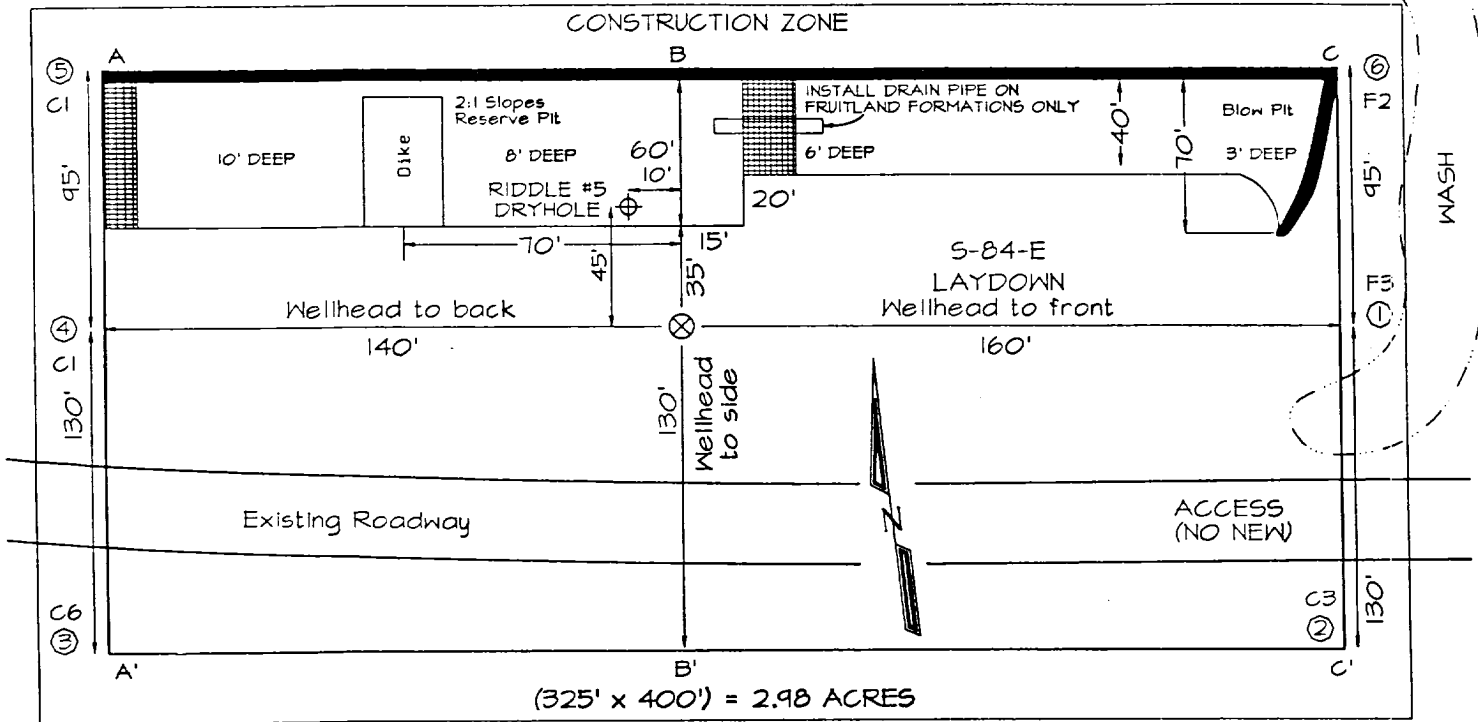 CONSTRUCTION ZONE
A
B
C
5
6
C1
F2
2:1 Slopes
Reserve Pit
INSTALL DRAIN PIPE ON
FRUITLAND FORMATIONS ONLY
Blow Pit
Dike
10' DEEP
8' DEEP
60'
10'
6' DEEP
40'
70'
3' DEEP
95'
95'
WASH
RIDDLE #5
DRYHOLE
20'
70'
15'
45'
35'
S-84-E
LAYDOWN
F3
Wellhead to back
Wellhead to front
4
1
140'
160'
C1
130'
130'
Wellhead
to side
N
Existing Roadway
ACCESS
(NO NEW)
130'
C6
C3
3
2
A'
B'
C'
(325' x 400') = 2.98 ACRES